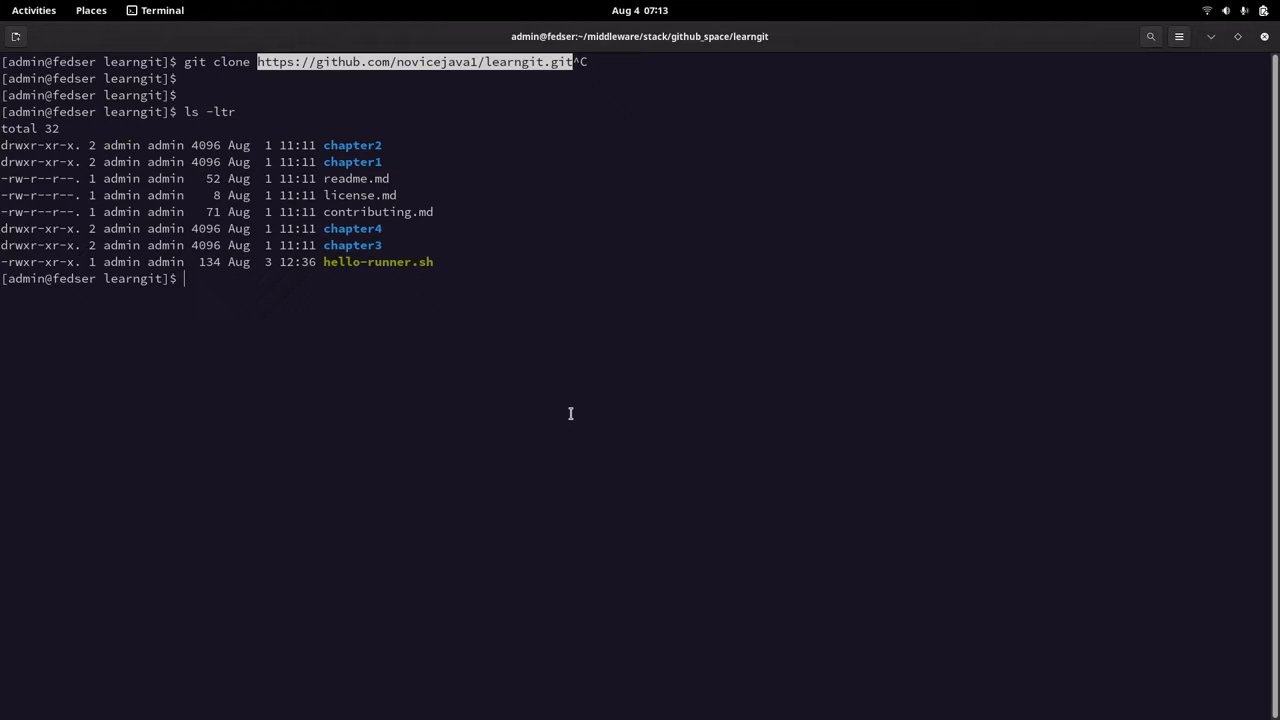 Activities Places Terminal Aug 4 07:13
admin@fedser:~/middleware/stack/github_space/learngit
[admin@fedser learngit]$ git clone https://github.com/novicejava1/learngit.git^C
[admin@fedser learngit]$
[admin@fedser learngit]$
[admin@fedser learngit]$ ls -ltr
total 32
drwxr-xr-x. 2 admin admin 4096 Aug  1 11:11 chapter2
drwxr-xr-x. 2 admin admin 4096 Aug  1 11:11 chapter1
-rw-r--r--. 1 admin admin   52 Aug  1 11:11 readme.md
-rw-r--r--. 1 admin admin    8 Aug  1 11:11 license.md
-rw-r--r--. 1 admin admin   71 Aug  1 11:11 contributing.md
drwxr-xr-x. 2 admin admin 4096 Aug  1 11:11 chapter4
drwxr-xr-x. 2 admin admin 4096 Aug  1 11:11 chapter3
-rwxr-xr-x. 1 admin admin  134 Aug  3 12:36 hello-runner.sh
[admin@fedser learngit]$